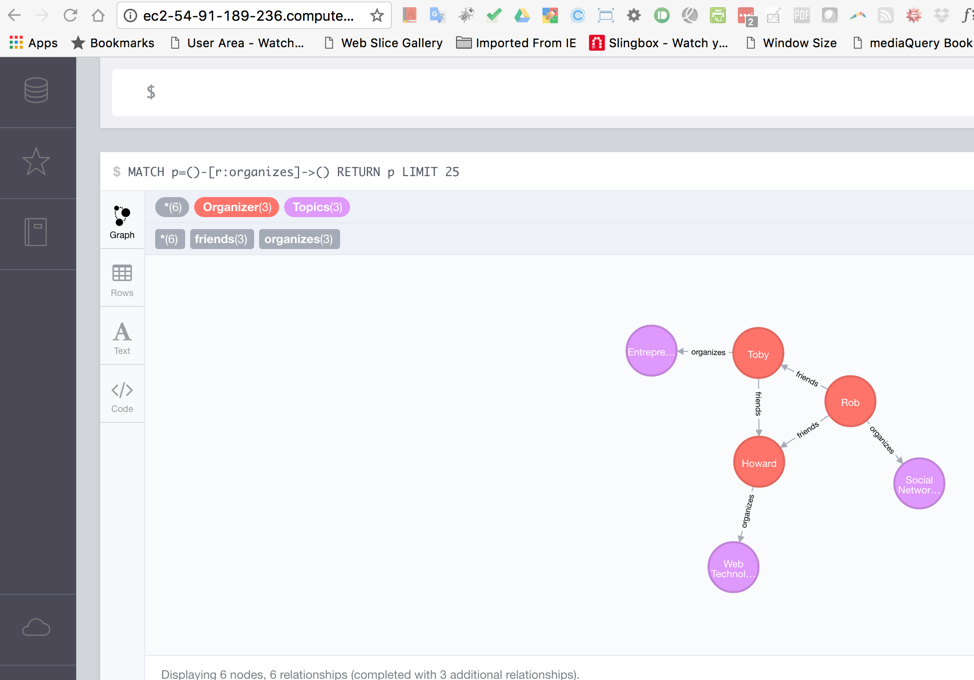 ec2-54-91-189-236.compute...
2
PDF
Apps
Bookmarks
User Area - Watch...
Web Slice Gallery
Imported From IE
Slingbox - Watch y...
Window Size
mediaQuery Book
$
$ MATCH p=()-[r:organizes]->() RETURN p LIMIT 25
*(6) Organizer(3) Topics(3)
*(6) friends(3) organizes(3)
Graph
Rows
A
Text
</>
Code
Entrepre...
organizes
Toby
friends
Rob
friends
friends
organizes
Howard
Social
Networ...
organizes
Web
Technol...
Displaying 6 nodes, 6 relationships (completed with 3 additional relationships).